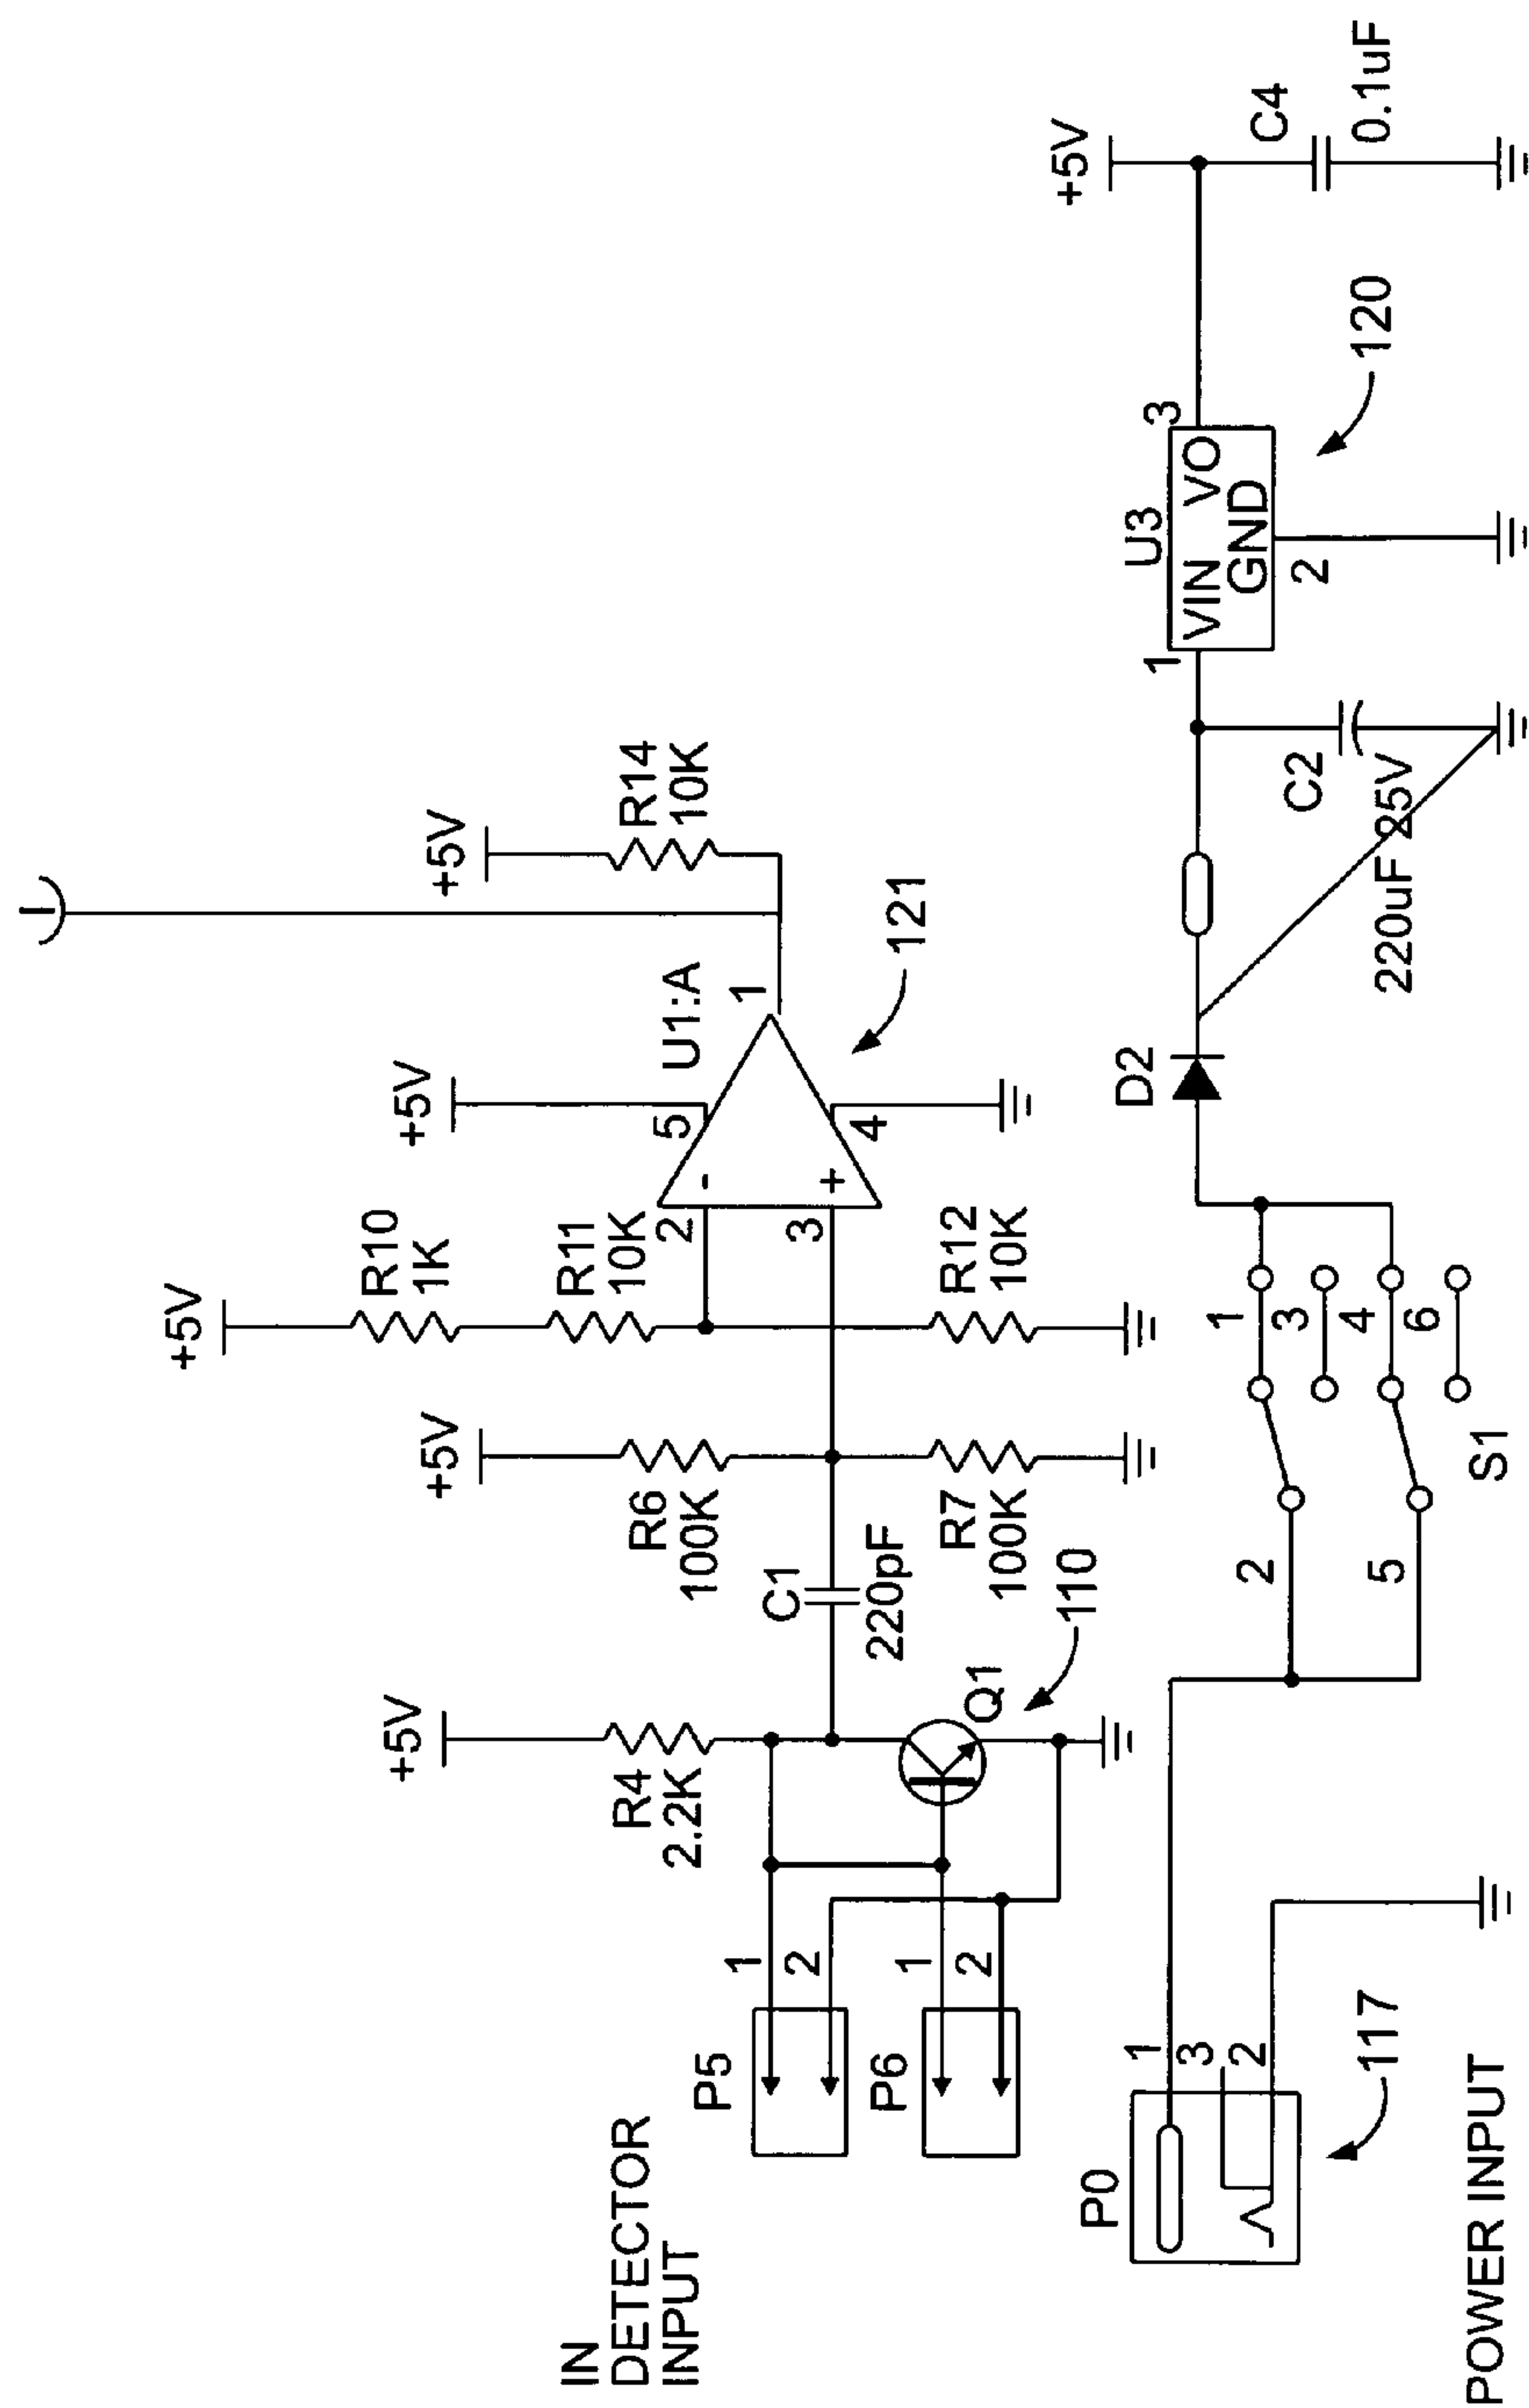 IN
DETECTOR
INPUT
P5
1
2
P6
1
2
+5V
R4
2.2K
Q1
110
C1
220pF
+5V
R6
100K
R7
100K
+5V
R10
1K
R11
10K
R12
10K
2
3
-
+
+5V
5
4
U1:A
1
121
+5V
R14
10K
POWER INPUT
P0
1
3
2
117
2
5
S1
1
3
4
6
D2
C2
220uF 25V
1
U3
VIN VO
GND
2
3
120
+5V
C4
0.1uF